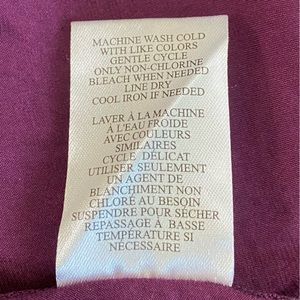 MACHINE WASH COLD
WITH LIKE COLORS
GENTLE CYCLE
ONLY NON-CHLORINE
BLEACH WHEN NEEDED
LINE DRY
COOL IRON IF NEEDED
LAVER À LA MACHINE
À L'EAU FROIDE
AVEC COULEURS
SIMILAIRES
CYCLE DÉLICAT
UTILISER SEULEMENT
UN AGENT DE
BLANCHIMENT NON
CHLORÉ AU BESOIN
SUSPENDRE POUR SÉCHER
REPASSAGE À BASSE
TEMPÉRATURE SI
NÉCESSAIRE